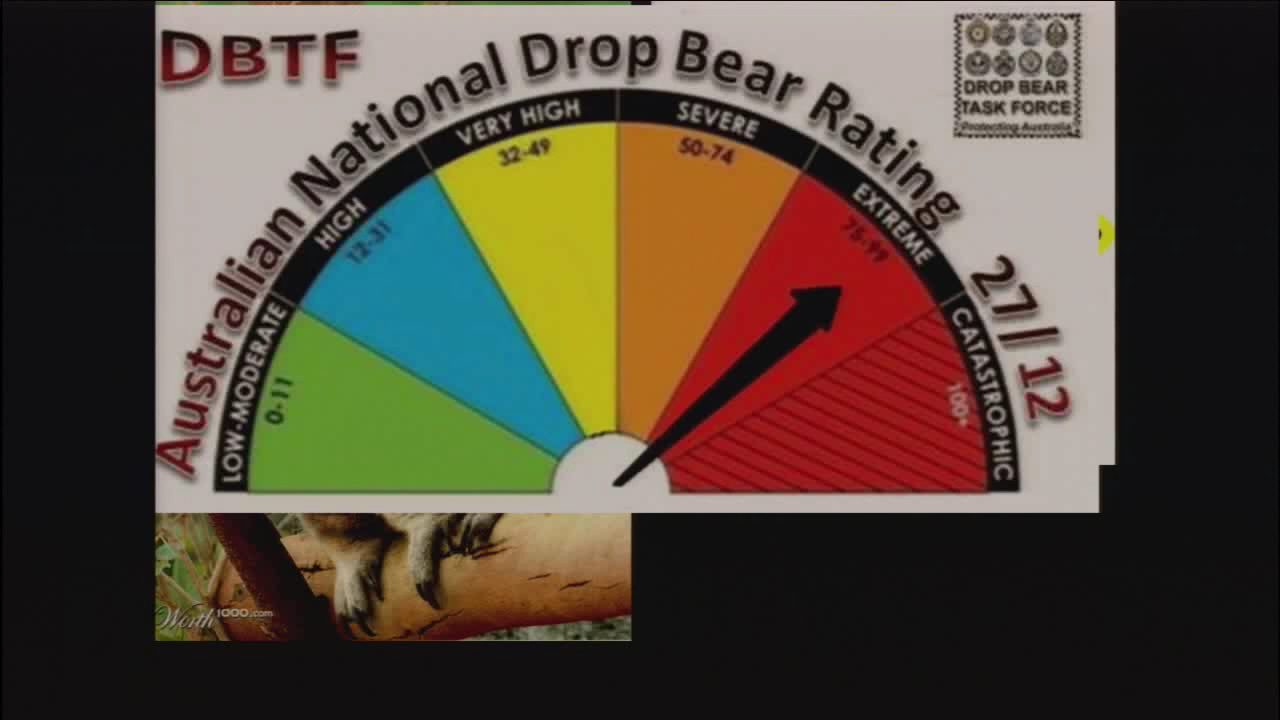 DBTF
Australian National Drop Bear Rating 27/12
DROP BEAR
TASK FORCE
Protecting Australia
LOW-MODERATE
0-11
HIGH
12-31
VERY HIGH
32-49
SEVERE
50-74
EXTREME
75-99
CATASTROPHIC
100+
Worth1000.com